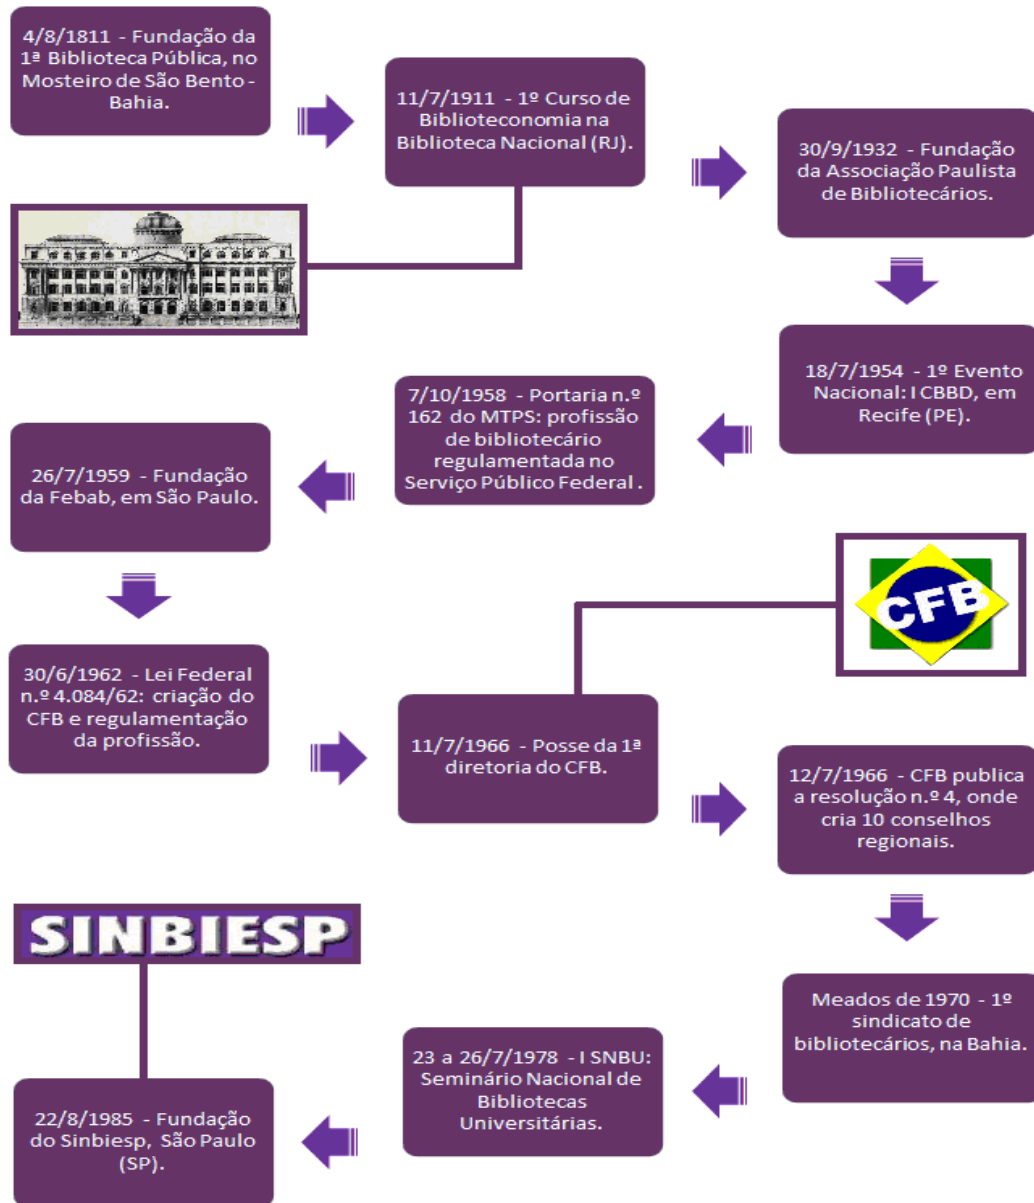 4/8/1811 - Fundação da
1ª Biblioteca Pública, no
Mosteiro de São Bento -
Bahia.
11/7/1911 - 1º Curso de
Biblioteconomia na
Biblioteca Nacional (RJ).
30/9/1932 - Fundação
da Associação Paulista
de Bibliotecários.
18/7/1954 - 1º Evento
Nacional: I CBBD, em
Recife (PE).
7/10/1958 - Portaria n.º
162 do MTPS: profissão
de bibliotecário
regulamentada no
Serviço Público Federal .
26/7/1959 - Fundação
da Febab, em São Paulo.
CFB
30/6/1962 - Lei Federal
n.º 4.084/62: criação do
CFB e regulamentação
da profissão.
11/7/1966 - Posse da 1ª
diretoria do CFB.
12/7/1966 - CFB publica
a resolução n.º 4, onde
cria 10 conselhos
regionais.
Meados de 1970 - 1º
sindicato de
bibliotecários, na Bahia.
23 a 26/7/1978 - I SNBU:
Seminário Nacional de
Bibliotecas
Universitárias.
SINBIESP
22/8/1985 - Fundação
do Sinbiesp, São Paulo
(SP).